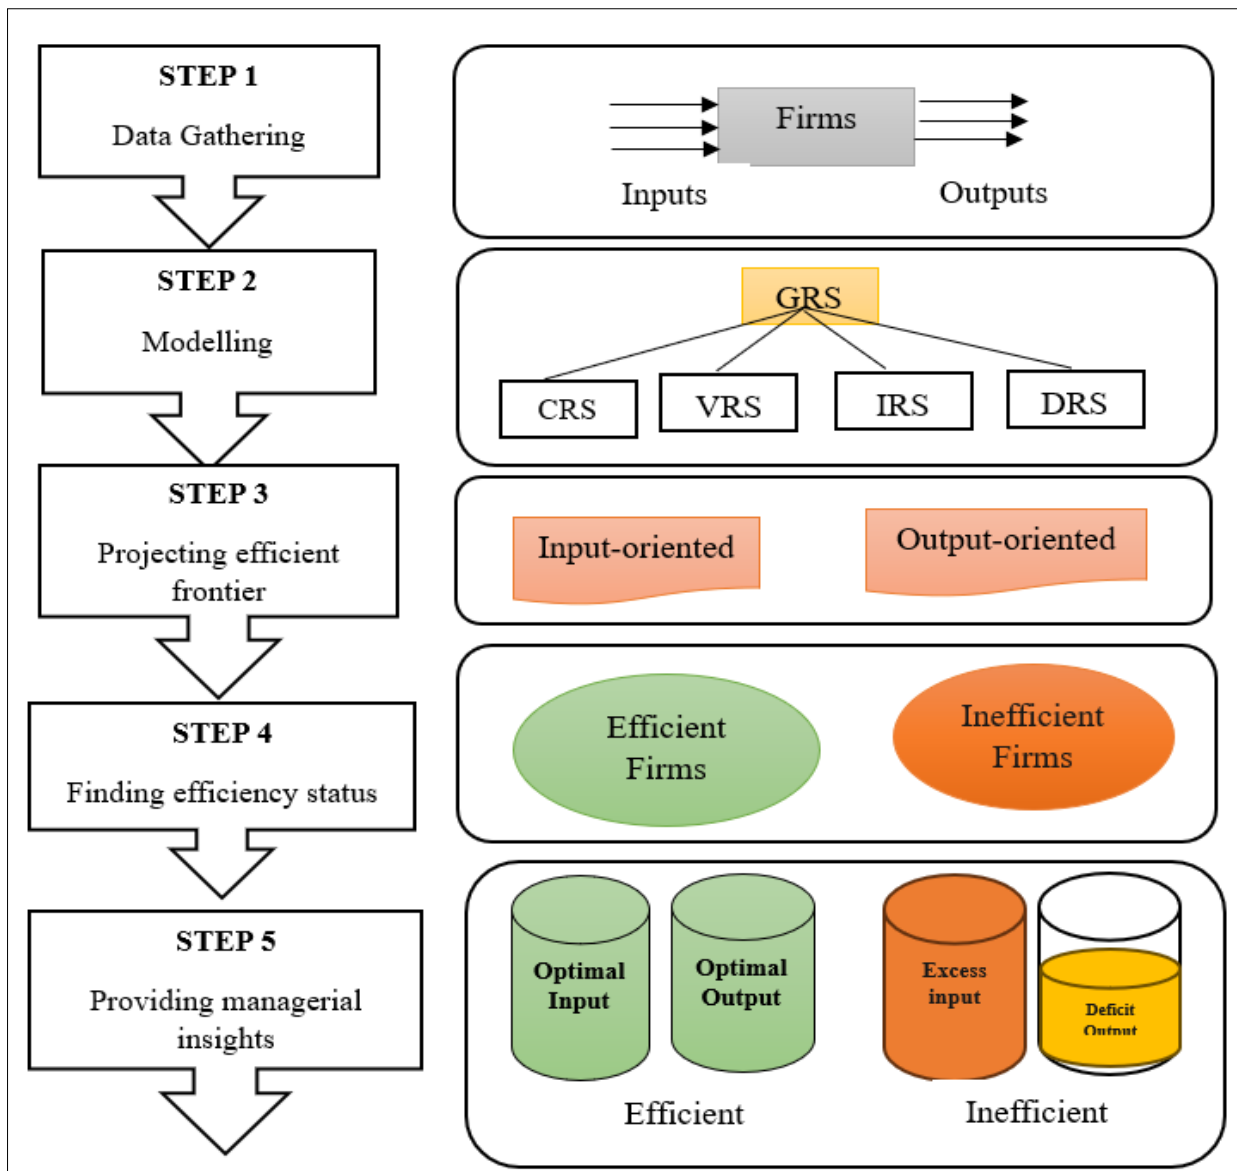 STEP 1
Data Gathering
Firms
Inputs
Outputs
STEP 2
Modelling
GRS
CRS
VRS
IRS
DRS
STEP 3
Projecting efficient
frontier
Input-oriented
Output-oriented
STEP 4
Finding efficiency status
Efficient
Firms
Inefficient
Firms
STEP 5
Providing managerial
insights
Optimal
Input
Optimal
Output
Excess
input
Deficit
Output
Efficient
Inefficient